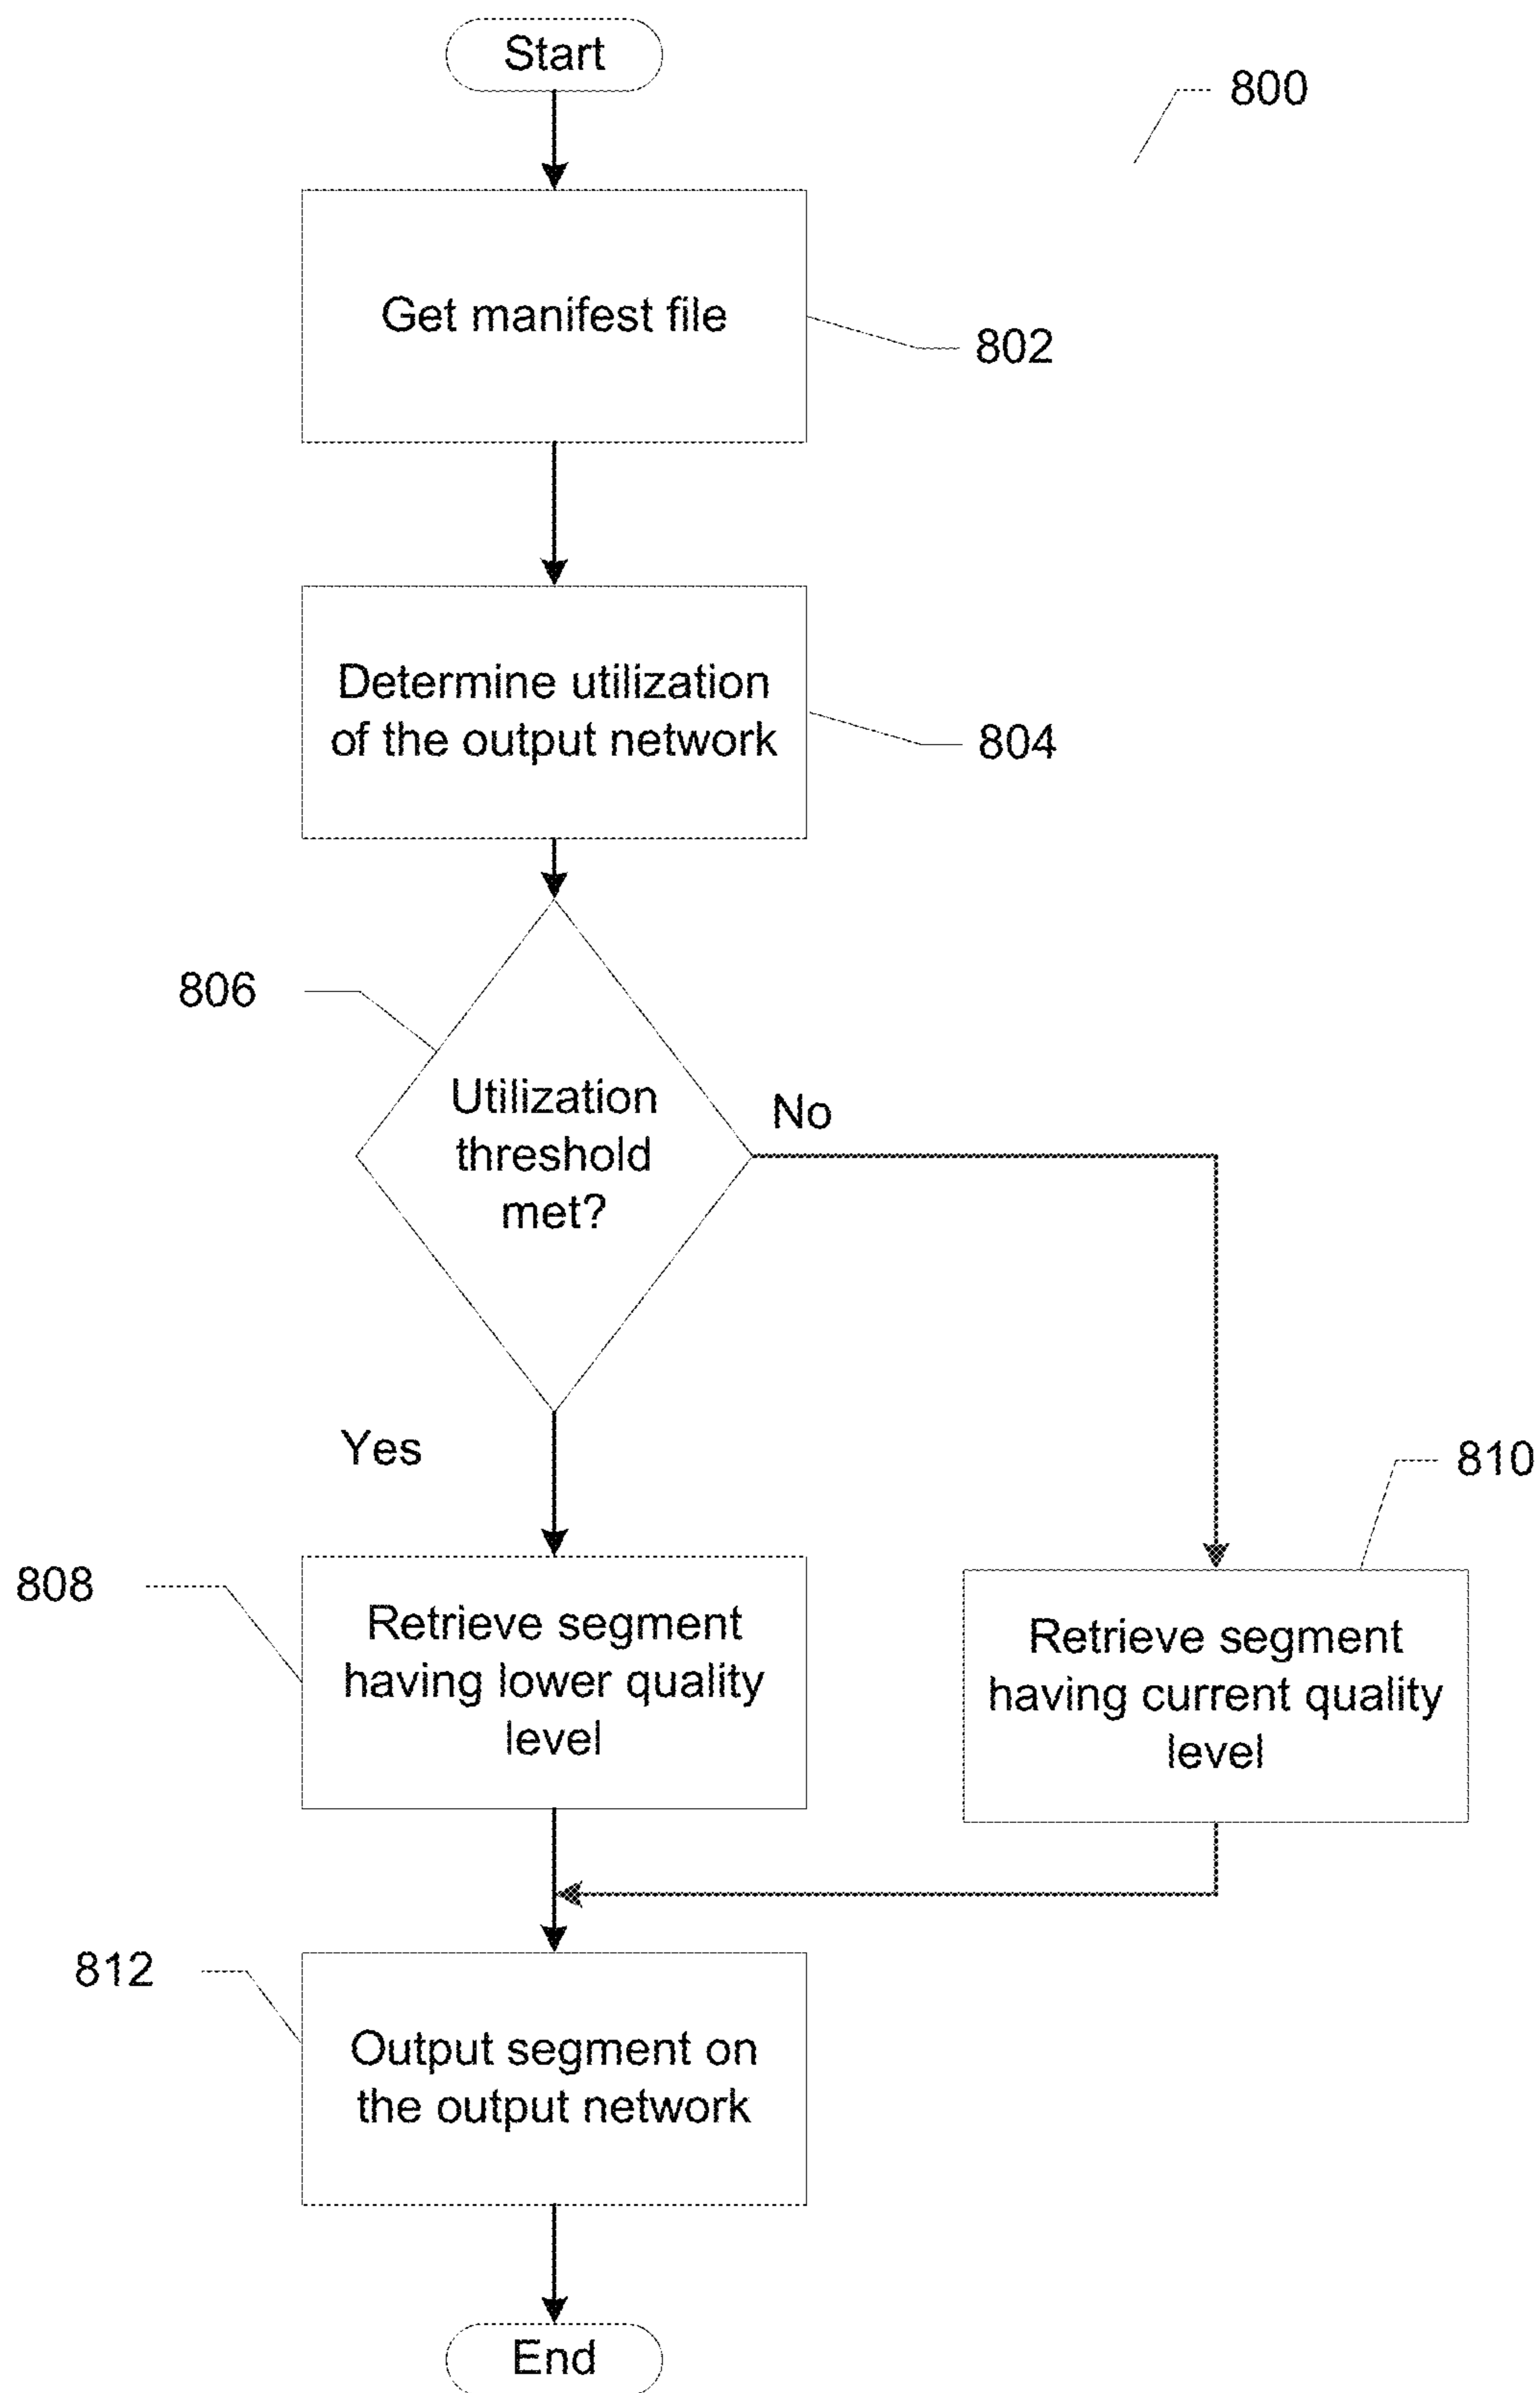 Start
800
Get manifest file
802
Determine utilization
of the output network
804
806
Utilization
threshold
met?
No
Yes
810
808
Retrieve segment
having lower quality
level
Retrieve segment
having current quality
level
812
Output segment on
the output network
End